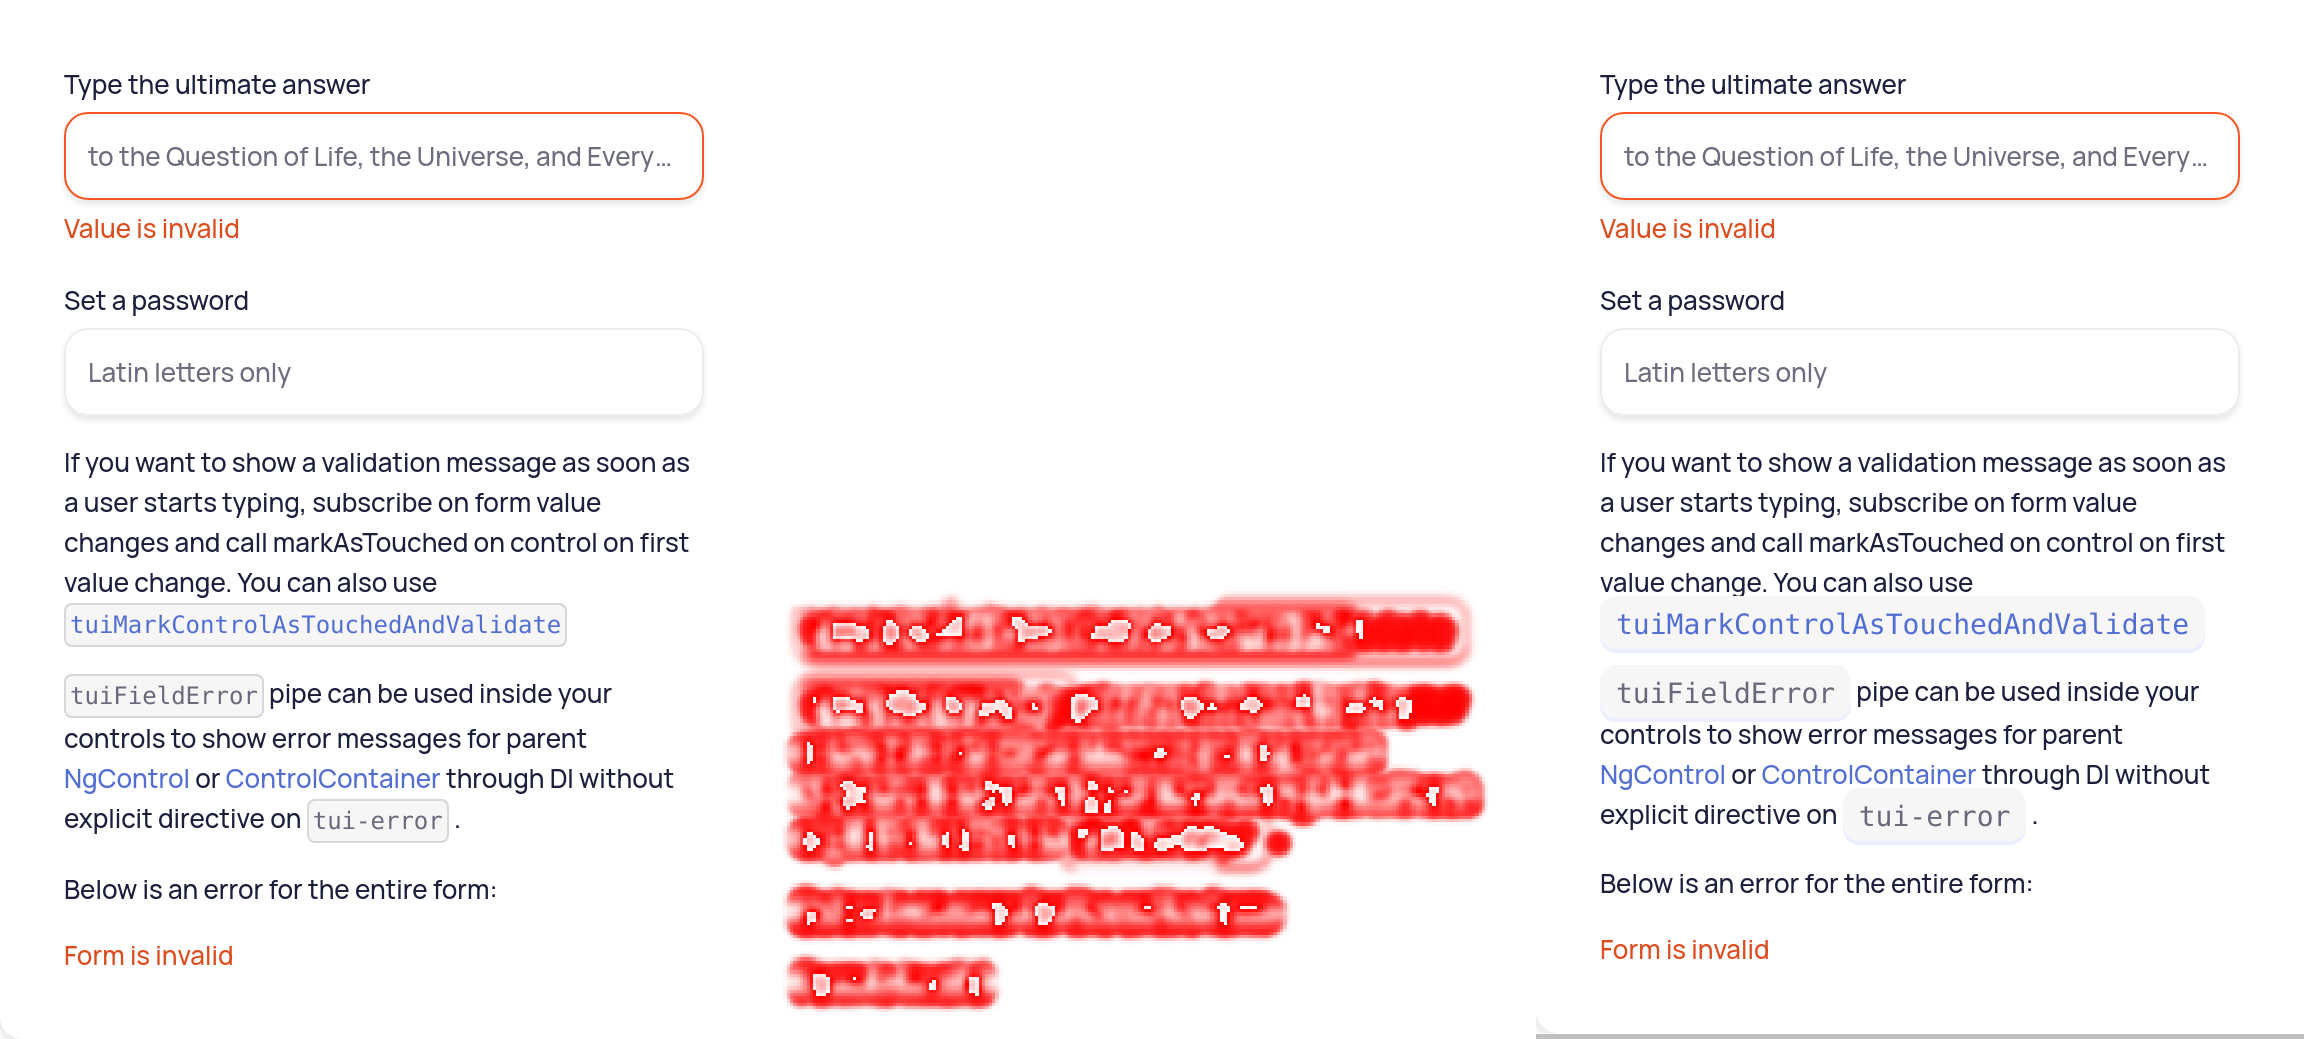 Type the ultimate answer
to the Question of Life, the Universe, and Every...
Value is invalid
Set a password
Latin letters only
If you want to show a validation message as soon as
a user starts typing, subscribe on form value
changes and call markAsTouched on control on first
value change. You can also use
tuiMarkControlAsTouchedAndValidate
tuiFieldError pipe can be used inside your
controls to show error messages for parent
NgControl or ControlContainer through DI without
explicit directive on tui-error .
Below is an error for the entire form:
Form is invalid
Type the ultimate answer
to the Question of Life, the Universe, and Every...
Value is invalid
Set a password
Latin letters only
If you want to show a validation message as soon as
a user starts typing, subscribe on form value
changes and call markAsTouched on control on first
value change. You can also use
tuiMarkControlAsTouchedAndValidate
tuiFieldError pipe can be used inside your
controls to show error messages for parent
NgControl or ControlContainer through DI without
explicit directive on tui-error .
Below is an error for the entire form:
Form is invalid